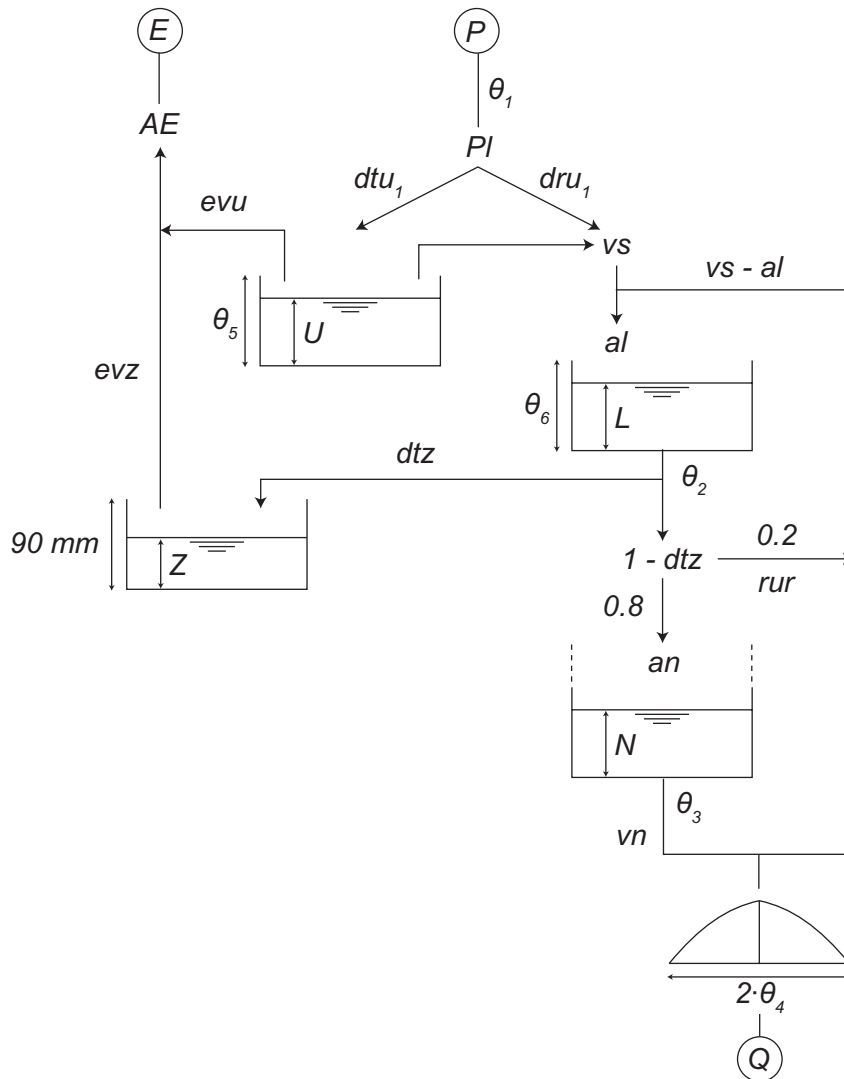 E
P
θ1
AE
Pl
dtu1
dru1
evu
vs
vs - al
θ5
U
al
evz
θ6
L
dtz
θ2
90 mm
Z
1 - dtz
0.2
rur
0.8
an
N
θ3
vn
2·θ4
Q